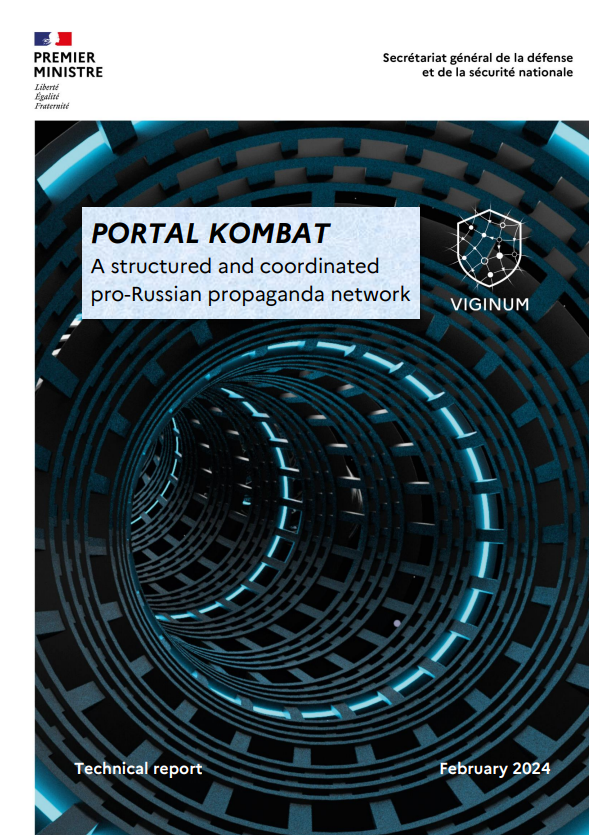 PREMIER
MINISTRE
Liberté
Égalité
Fraternité
Secrétariat général de la défense
et de la sécurité nationale
PORTAL KOMBAT
A structured and coordinated
pro-Russian propaganda network
VIGINUM
Technical report
February 2024